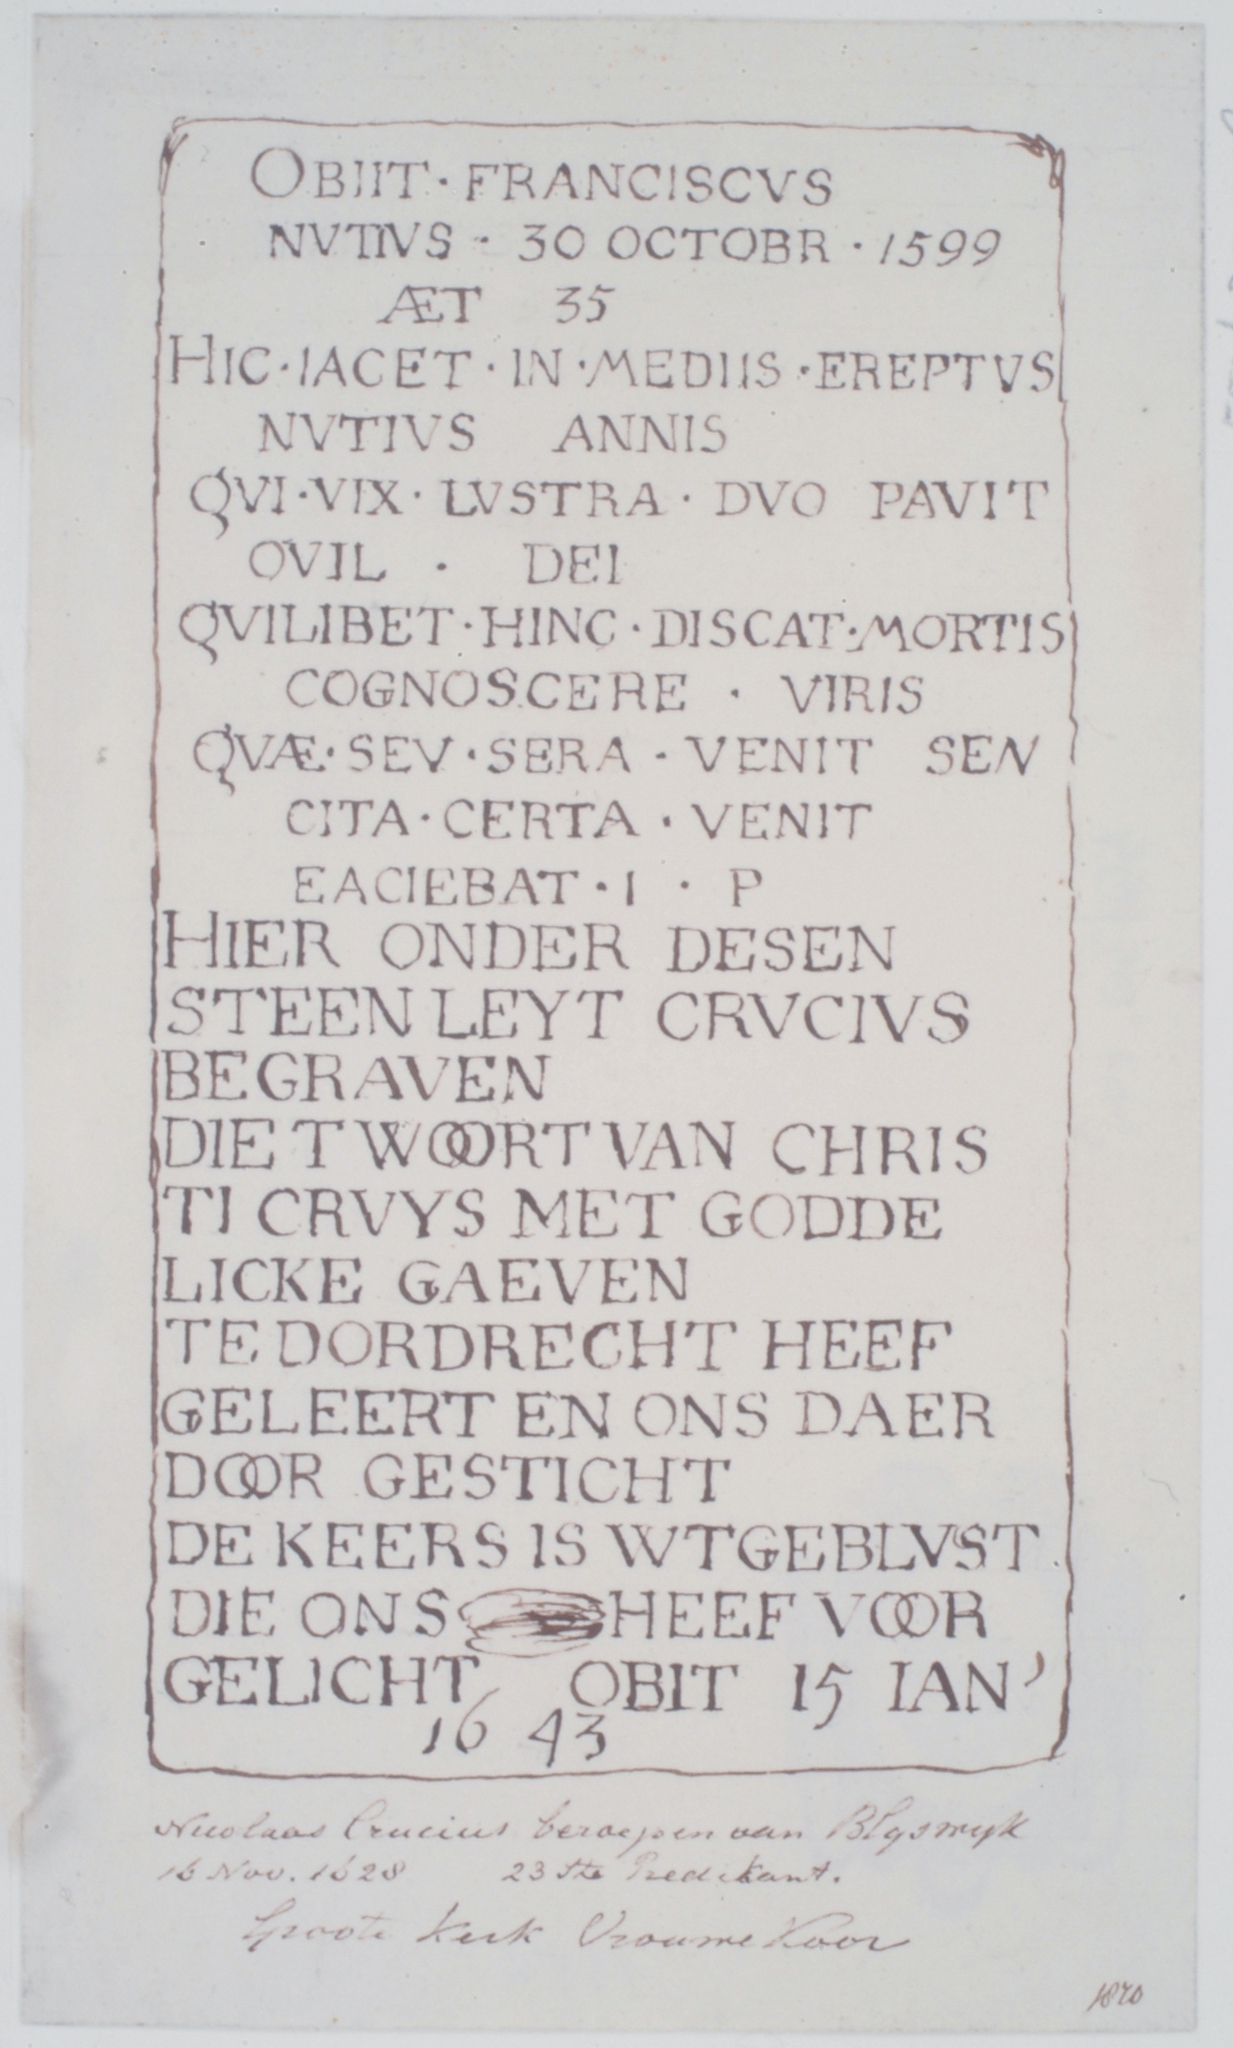 OBIIT · FRANCISCVS
NVTIVS · 30 OCTOBR · 1599
ÆT 35
HIC · IACET · IN · MEDIIS · EREPTVS
NVTIVS ANNIS
QVI · VIX · LVSTRA · DVO PAVIT
OVIL · DEI
QVILIBET · HINC · DISCAT · MORTIS
COGNOSCERE · VIRIS
QVÆ · SEV · SERA · VENIT SEV
CITA · CERTA · VENIT
EACIEBAT · I · P
HIER ONDER DESEN
STEEN LEYT CRVCIVS
BEGRAVEN
DIE T WOORT VAN CHRIS
TI CRVYS MET GODDE
LICKE GAEVEN
TE DORDRECHT HEEF
GELEERT EN ONS DAER
DOOR GESTICHT
DE KEERS IS WTGEBLVST
DIE ONS HEEF VOOR
GELICHT OBIT 15 IAN'
1643
Nicolaas Crucius beroepen van Blyswyk
16 Nov. 1628 23ste Predikant.
Groote Kerk Vrouwe Koor
1870